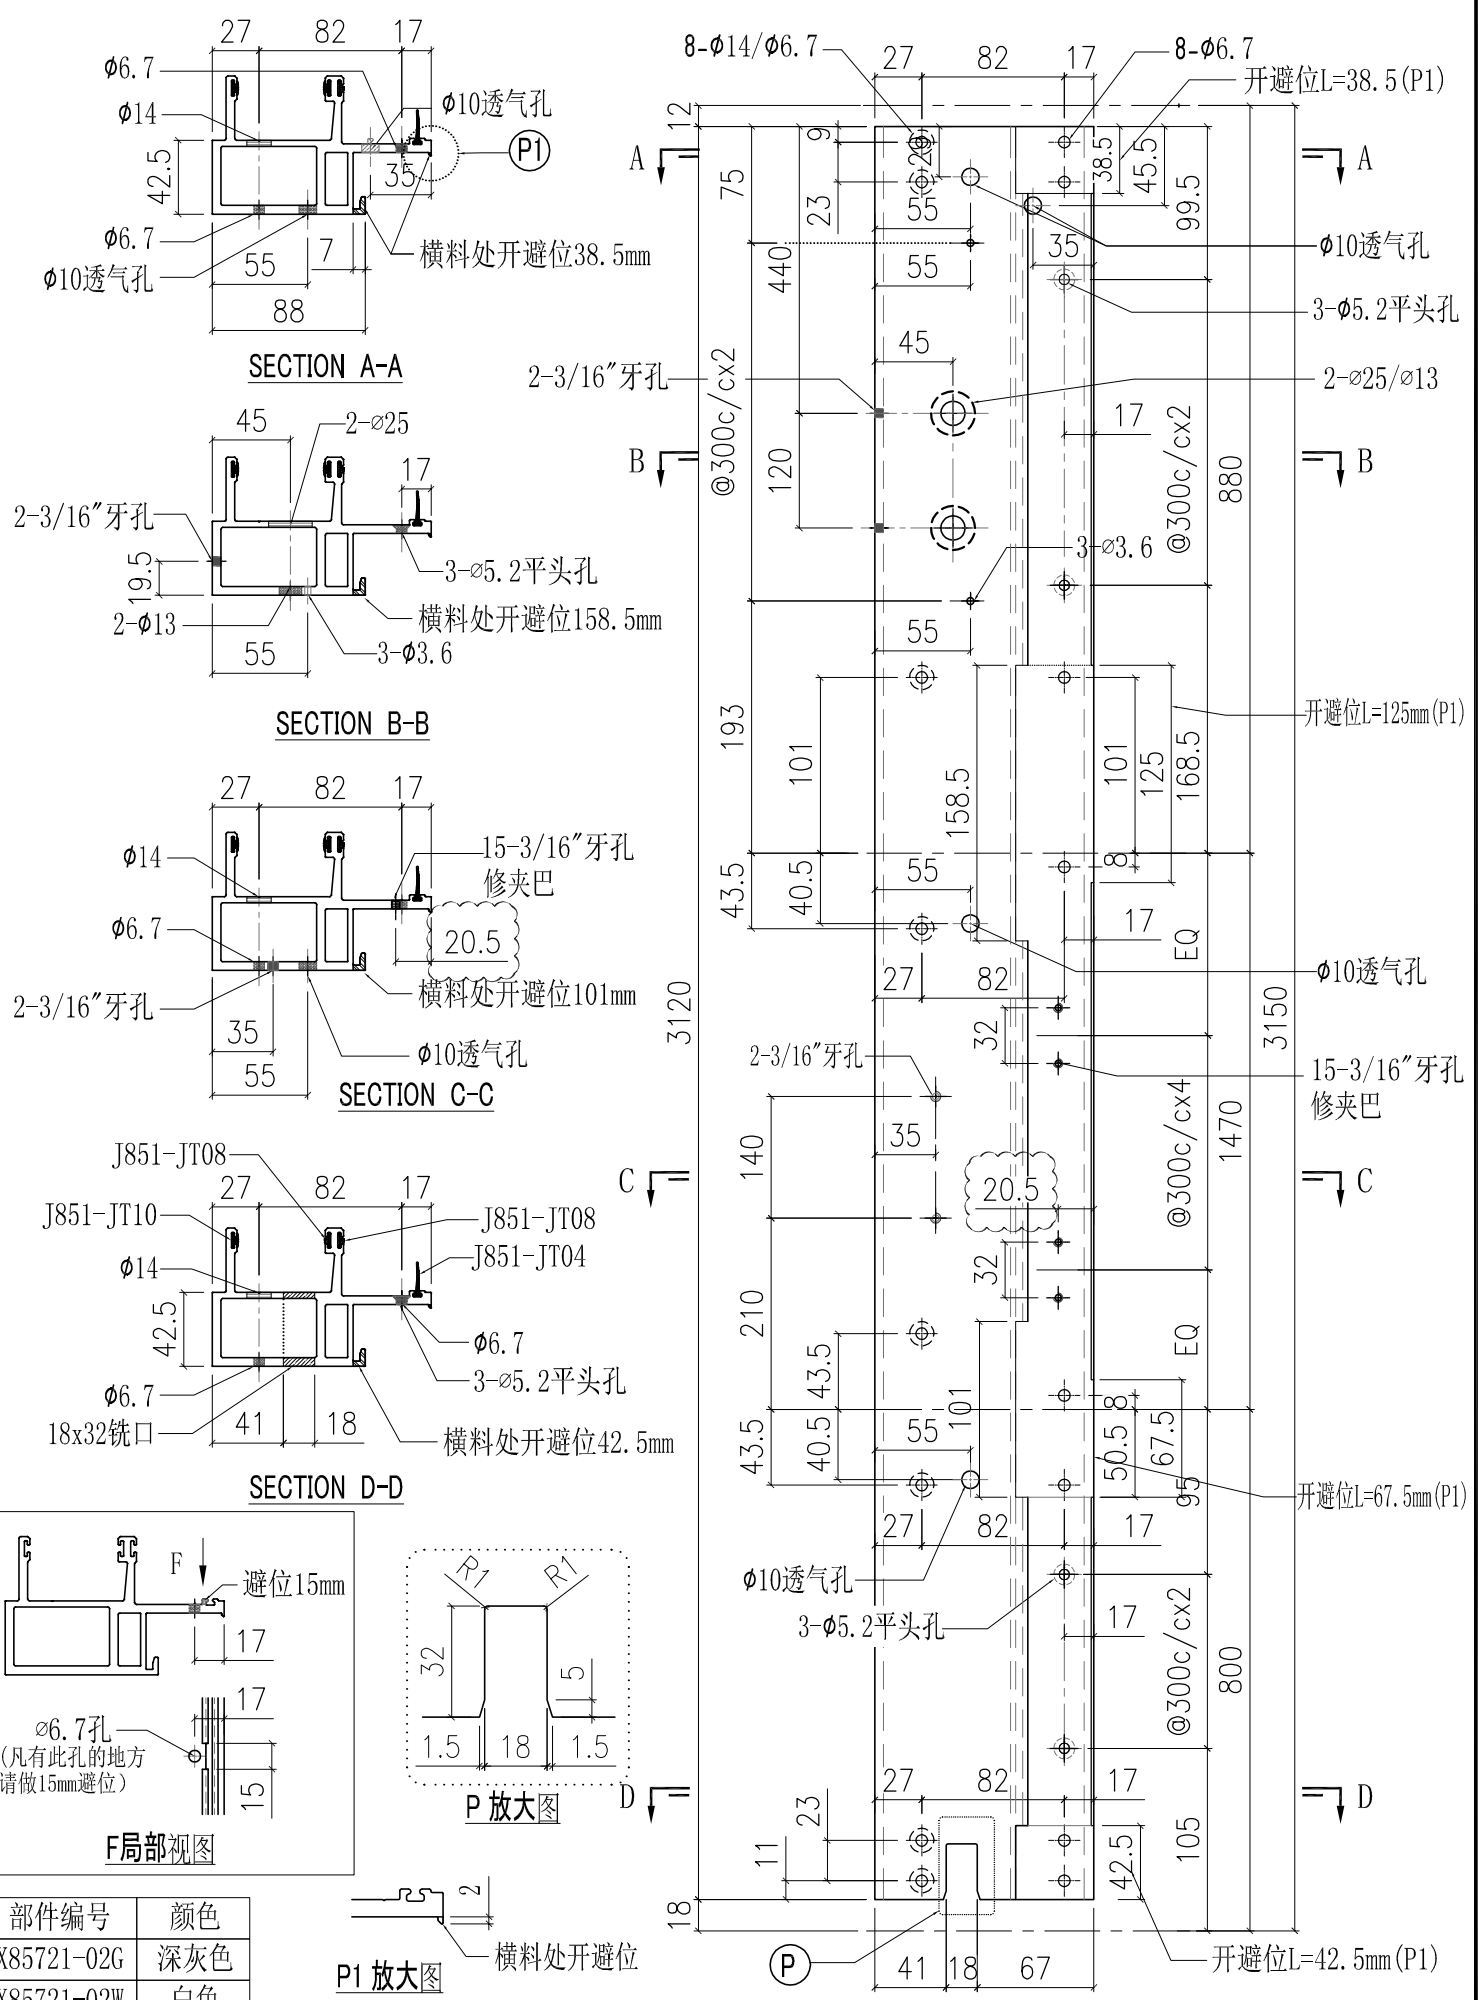 27
82
17
Φ6.7
Φ14
Φ10透气孔
P1
42.5
35
Φ6.7
Φ10透气孔
55
7
横料处开避位38.5mm
88
SECTION A-A
45
2-⌀25
17
2-3/16"牙孔
19.5
3-⌀5.2平头孔
横料处开避位158.5mm
2-Φ13
3-Φ3.6
55
SECTION B-B
27
82
17
Φ14
15-3/16"牙孔
修夹巴
Φ6.7
20.5
2-3/16"牙孔
横料处开避位101mm
35
Φ10透气孔
55
SECTION C-C
J851-JT08
27
82
17
J851-JT10
J851-JT08
J851-JT04
Φ14
42.5
Φ6.7
3-⌀5.2平头孔
Φ6.7
18x32铣口
41
18
横料处开避位42.5mm
SECTION D-D
F
避位15mm
17
17
⌀6.7孔
(凡有此孔的地方
请做15mm避位)
15
F局部视图
R1
R1
32
5
1.5
18
1.5
P 放大图
2
横料处开避位
P1 放大图
部件编号
颜色
X85721-02G
深灰色
X85721-02W
白色
8-Φ14/Φ6.7
27
82
17
8-Φ6.7
开避位L=38.5(P1)
12
9
29
A
A
75
23
38.5
45.5
99.5
55
35
Φ10透气孔
440
55
3-Φ5.2平头孔
45
2-3/16"牙孔
@300c/cx2
2-⌀25/⌀13
17
@300c/cx2
120
B
B
880
3-⌀3.6
55
193
101
158.5
101
125
168.5
开避位L=125mm(P1)
43.5
40.5
55
8
17
EQ
27
82
Φ10透气孔
3120
3150
32
2-3/16"牙孔
15-3/16"牙孔
修夹巴
140
35
@300c/cx4
1470
C
C
20.5
32
210
43.5
101
EQ
43.5
40.5
55
8
50.5
67.5
95
开避位L=67.5mm(P1)
27
82
17
Φ10透气孔
3-Φ5.2平头孔
17
@300c/cx2
800
D
D
27
82
17
23
11
42.5
105
18
P
41
18
67
开避位L=42.5mm(P1)